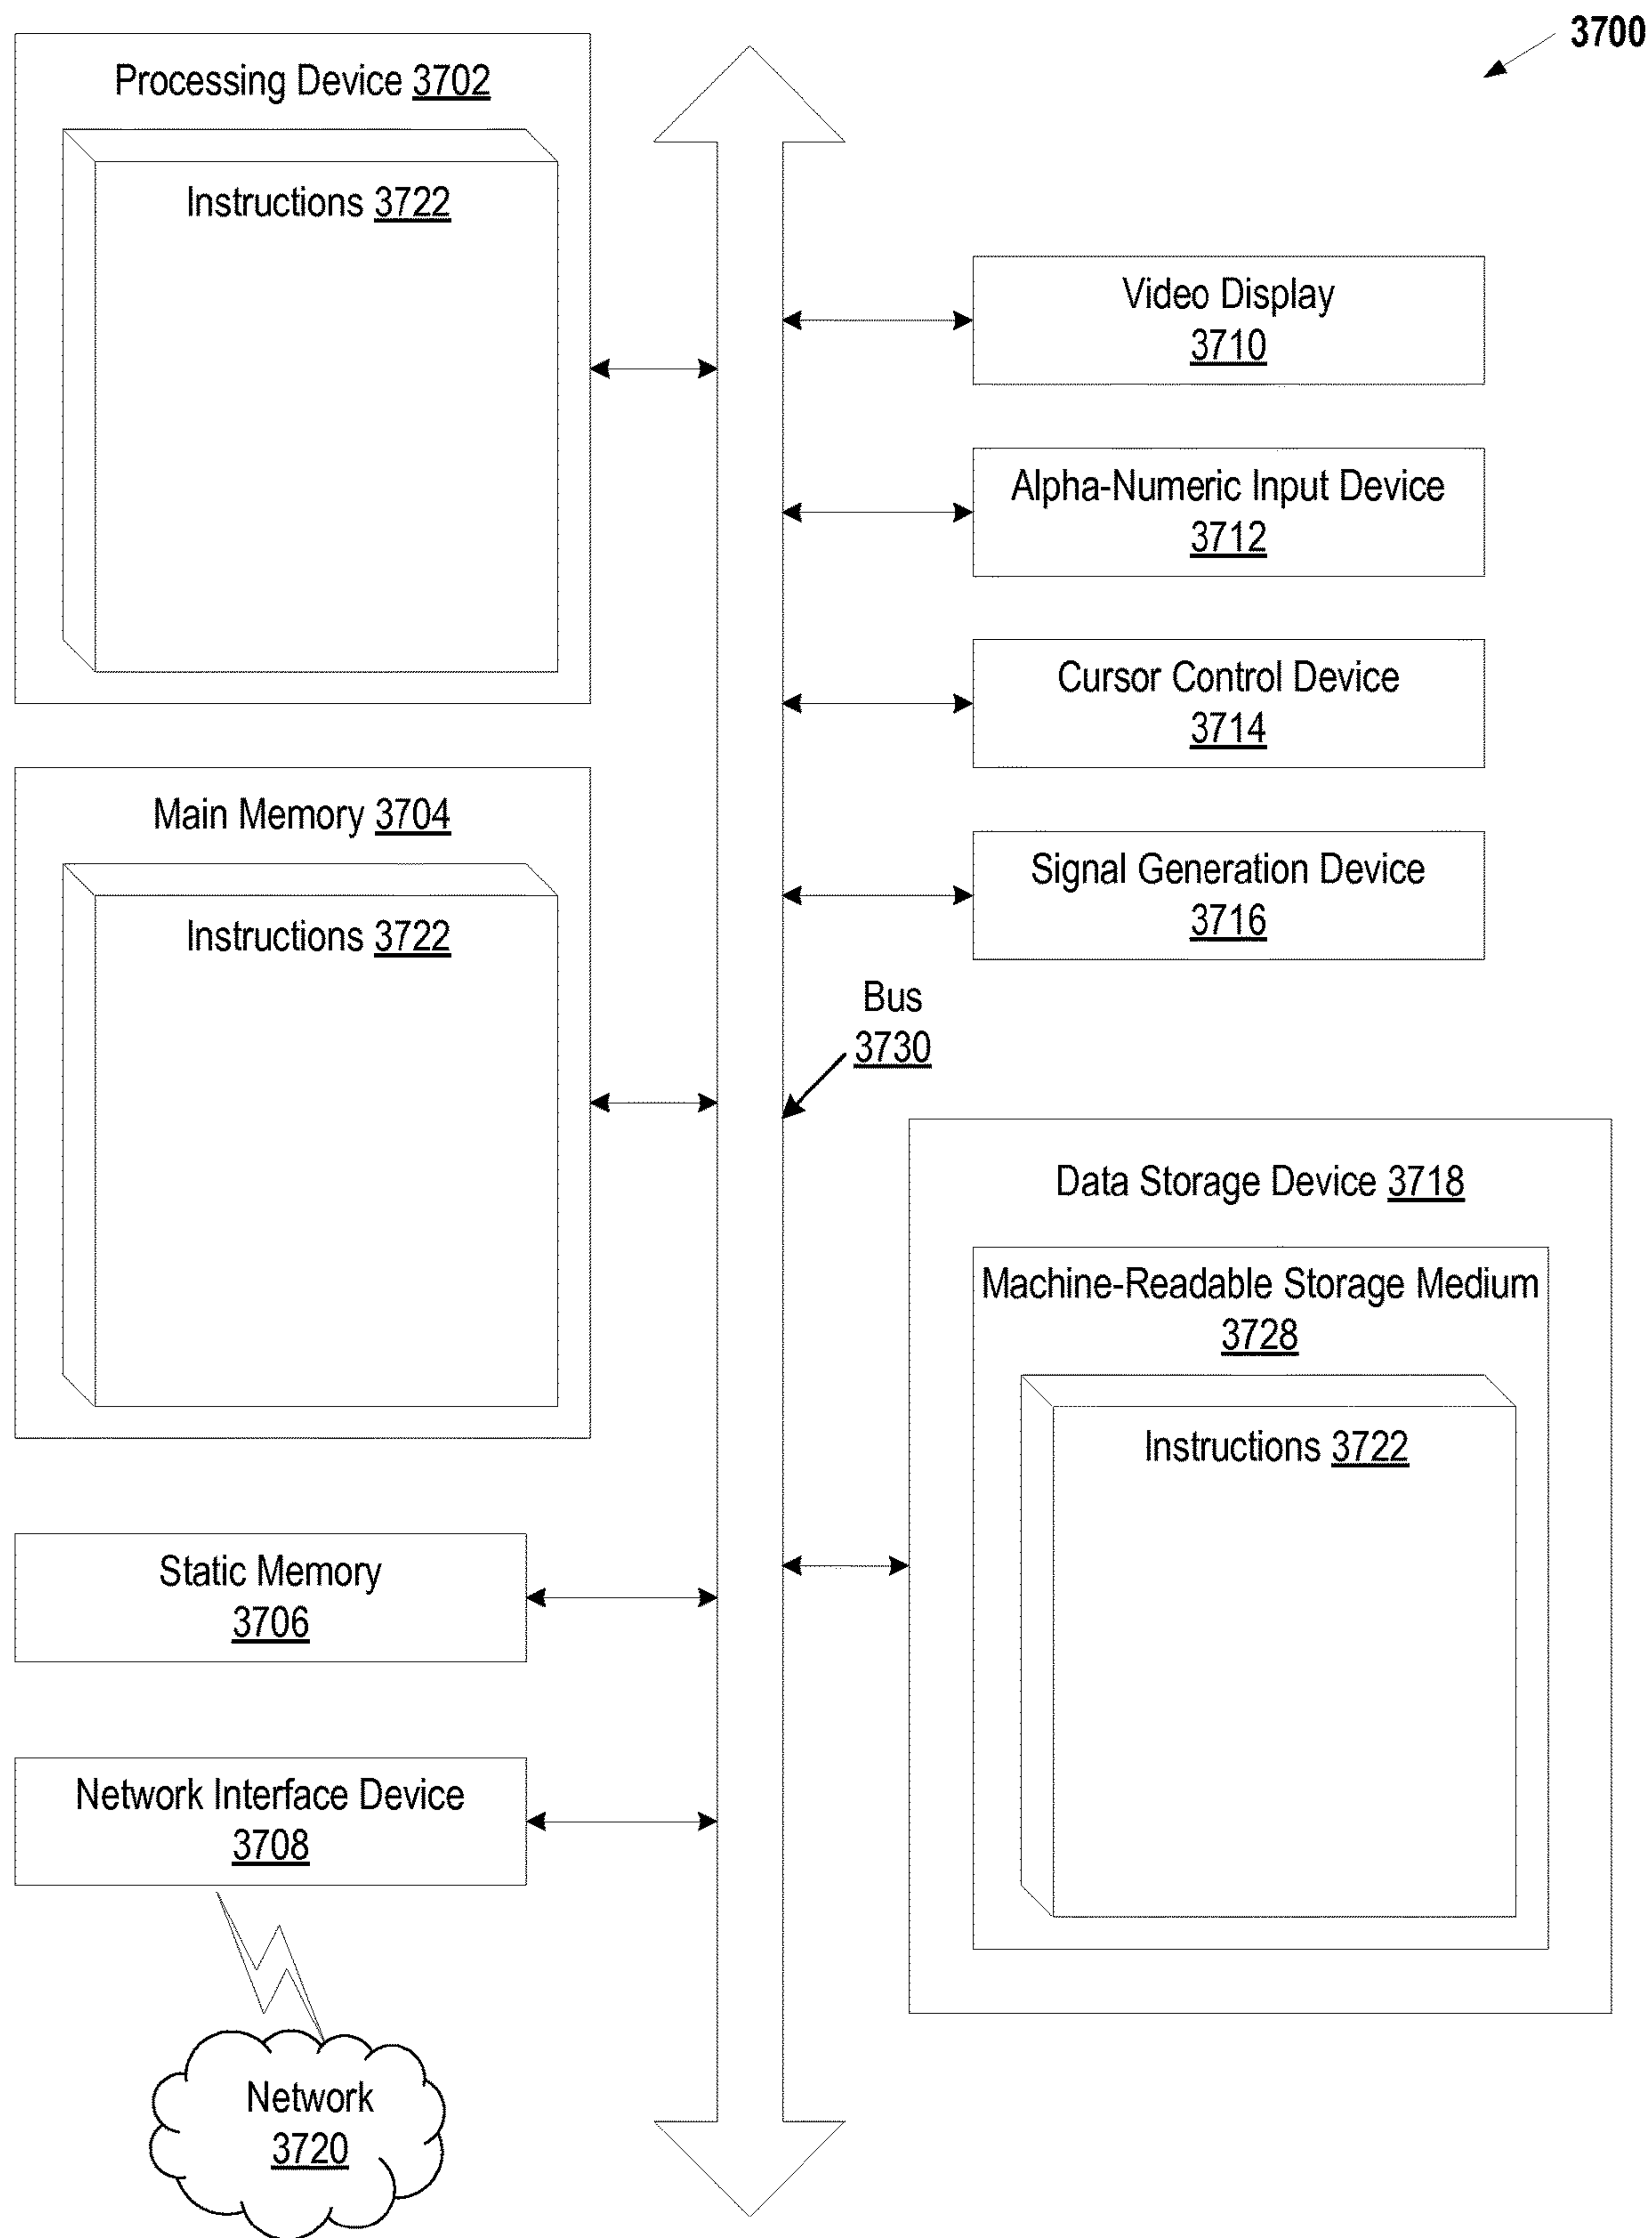 3700
Processing Device 3702
Instructions 3722
Main Memory 3704
Instructions 3722
Static Memory
3706
Network Interface Device
3708
Network
3720
Video Display
3710
Alpha-Numeric Input Device
3712
Cursor Control Device
3714
Signal Generation Device
3716
Bus
3730
Data Storage Device 3718
Machine-Readable Storage Medium
3728
Instructions 3722